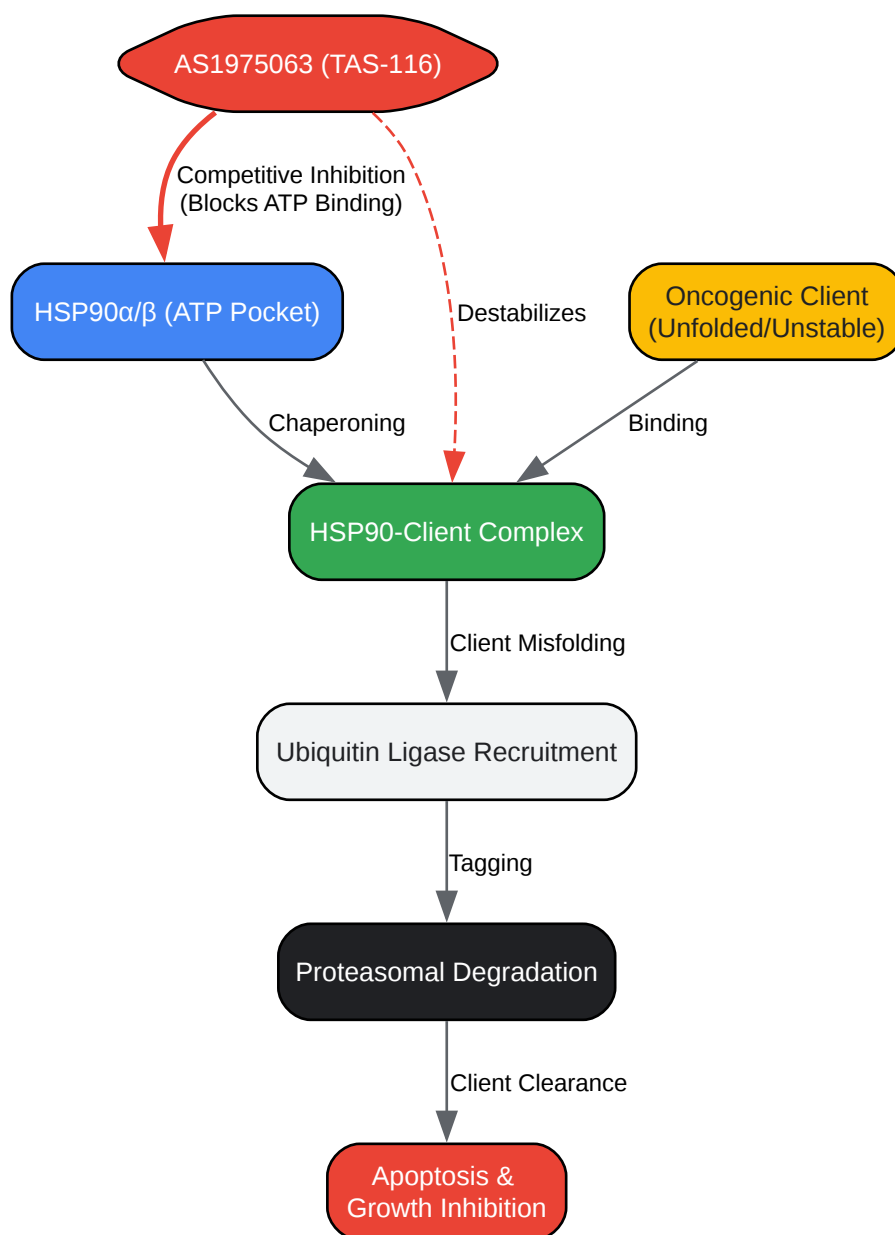 AS1975063 (TAS-116)
Competitive Inhibition
(Blocks ATP Binding)
HSP90α/β (ATP Pocket)
Destabilizes
Oncogenic Client
(Unfolded/Unstable)
Chaperoning
Binding
HSP90-Client Complex
Client Misfolding
Ubiquitin Ligase Recruitment
Tagging
Proteasomal Degradation
Client Clearance
Apoptosis &
Growth Inhibition